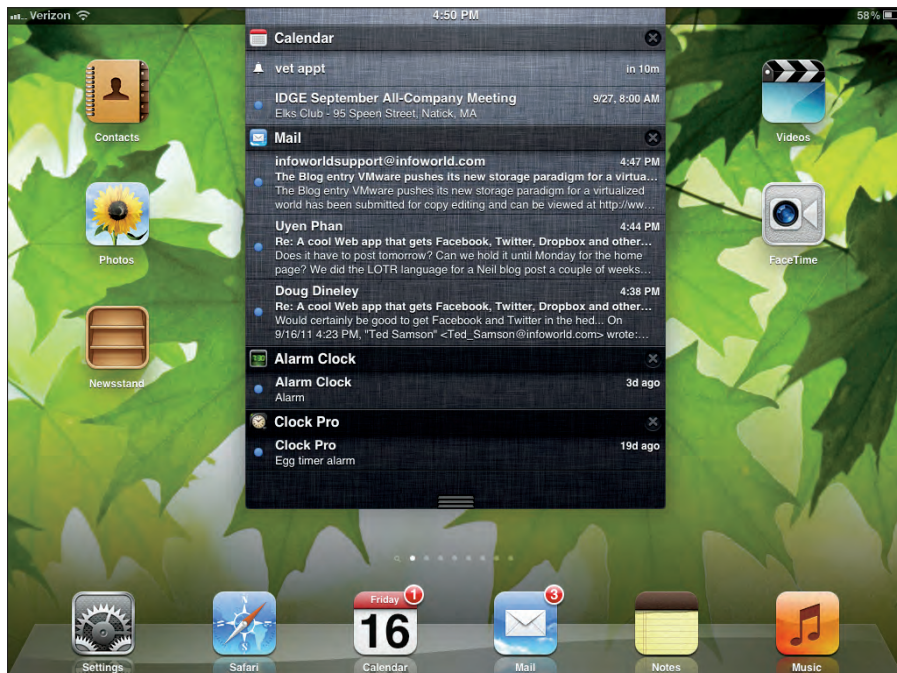 Verizon
4:50 PM
58%
Calendar
vet appt
in 10m
IDGE September All-Company Meeting
9/27, 8:00 AM
Elks Club - 95 Speen Street, Natick, MA
Mail
infoworldsupport@infoworld.com
4:47 PM
The Blog entry VMware pushes its new storage paradigm for a virtua...
The Blog entry VMware pushes its new storage paradigm for a virtualized
world has been submitted for copy editing and can be viewed at http://ww...
Uyen Phan
4:44 PM
Re: A cool Web app that gets Facebook, Twitter, Dropbox and other...
Does it have to post tomorrow? Can we hold it until Monday for the home
page? We did the LOTR language for a Neil blog post a couple of weeks...
Doug Dineley
4:38 PM
Re: A cool Web app that gets Facebook, Twitter, Dropbox and other...
Would certainly be good to get Facebook and Twitter in the hed... On
9/16/11 4:23 PM, "Ted Samson" <Ted_Samson@infoworld.com> wrote:...
Alarm Clock
Alarm Clock
3d ago
Alarm
Clock Pro
Clock Pro
19d ago
Egg timer alarm
Contacts
Videos
Photos
FaceTime
Newsstand
Friday
1
16
3
Settings
Safari
Calendar
Mail
Notes
Music